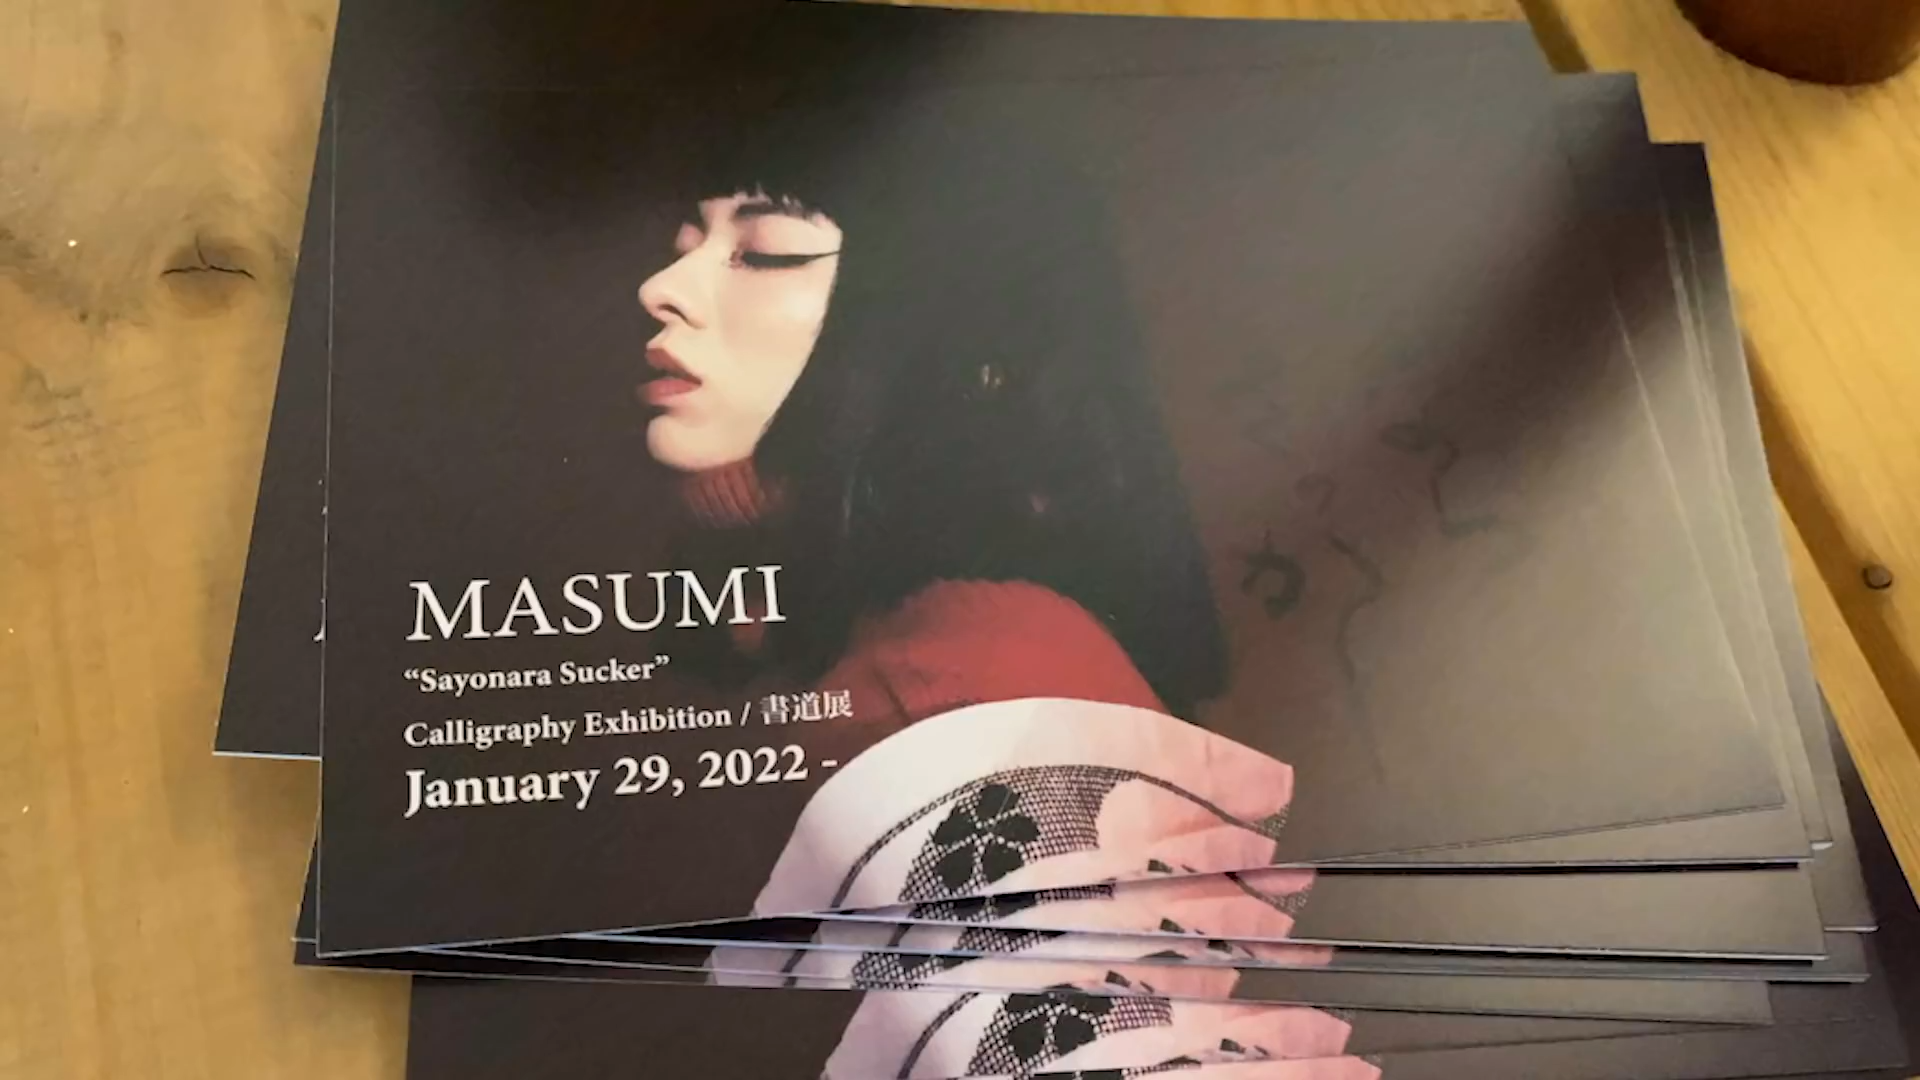 MASUMI
“Sayonara Sucker”
Calligraphy Exhibition / 書道展
January 29, 2022 -